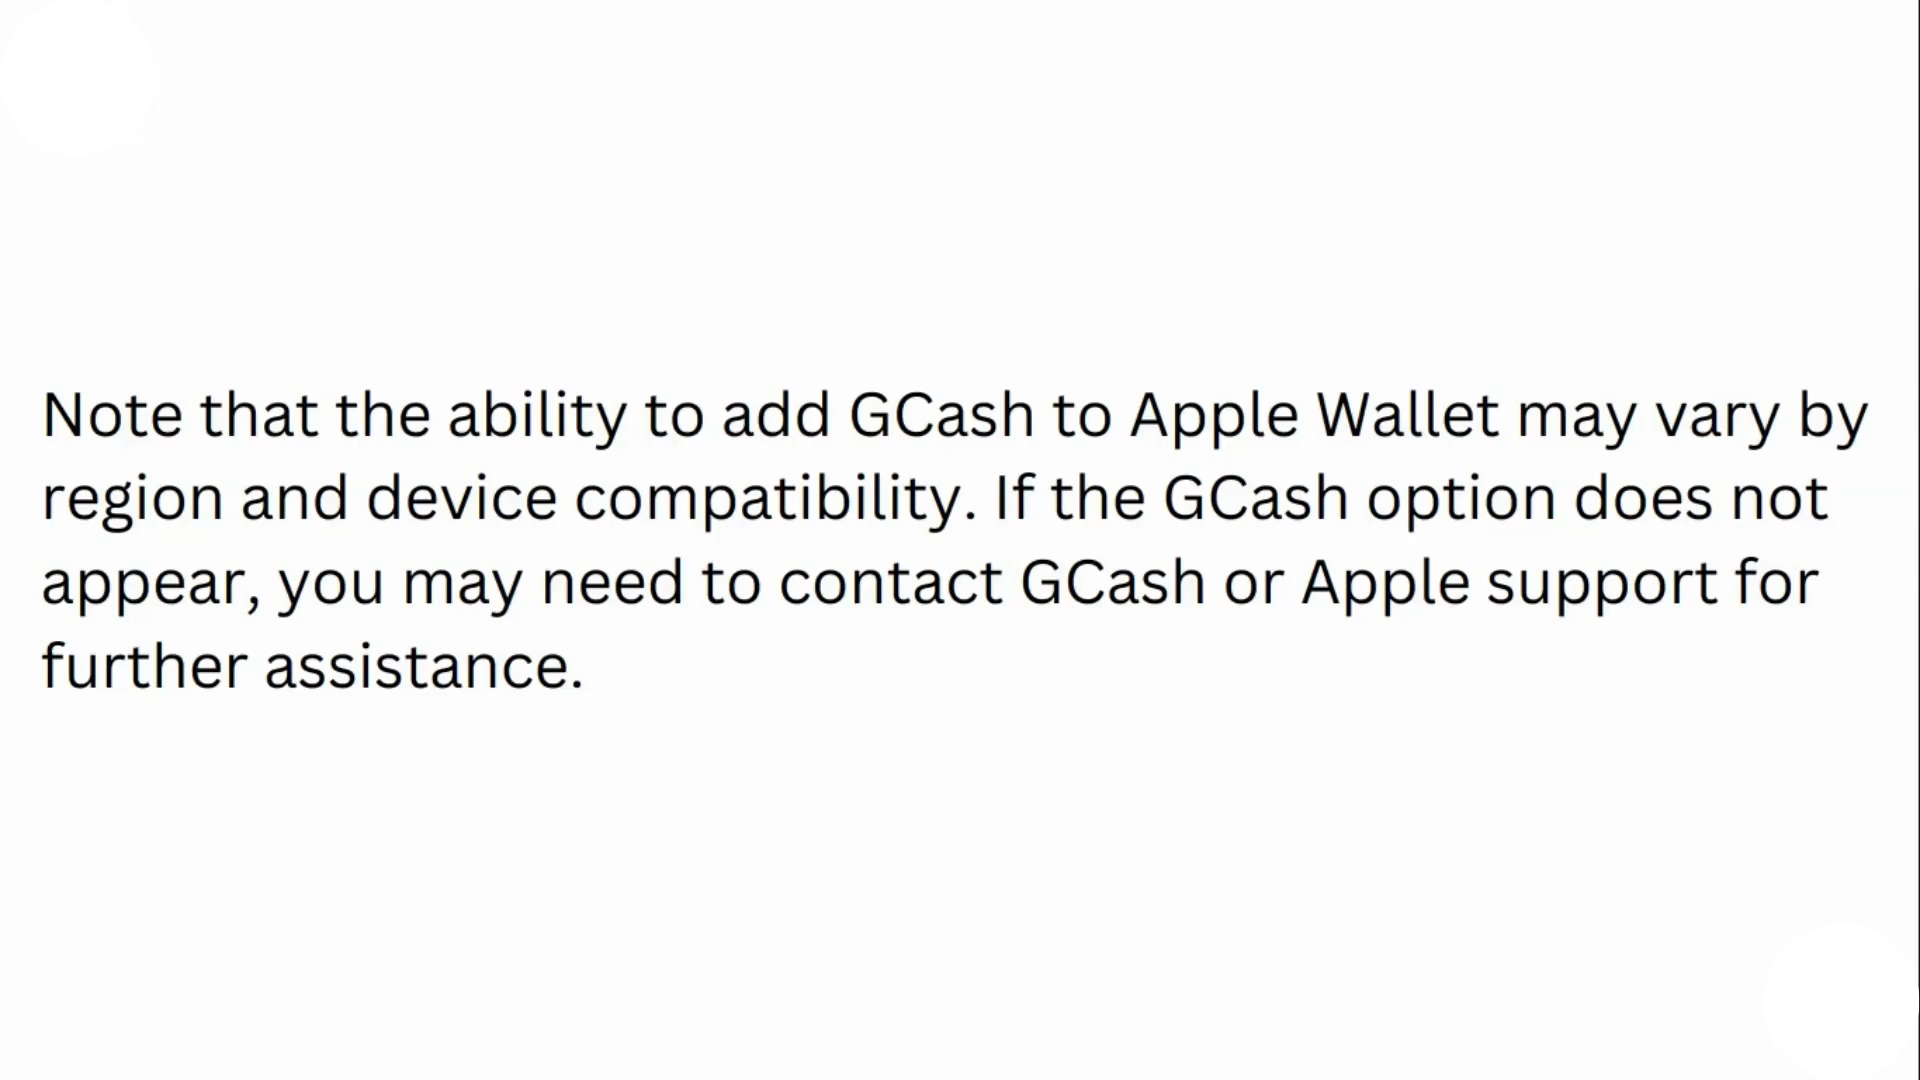 Note that the ability to add GCash to Apple Wallet may vary by
region and device compatibility. If the GCash option does not
appear, you may need to contact GCash or Apple support for
further assistance.